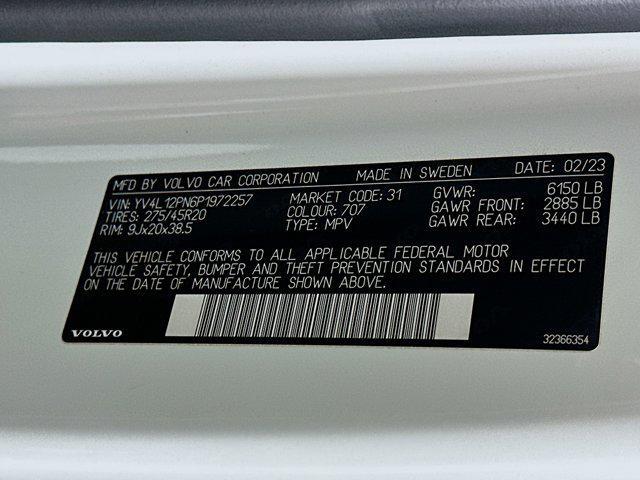 MFD BY VOLVO CAR CORPORATION MADE IN SWEDEN DATE: 02/23
VIN: YV4L12PN6P1972257 MARKET CODE: 31 GVWR: 6150 LB
TIRES: 275/45R20 COLOUR: 707 GAWR FRONT: 2885 LB
RIM: 9Jx20x38.5 TYPE: MPV GAWR REAR: 3440 LB
THIS VEHICLE CONFORMS TO ALL APPLICABLE FEDERAL MOTOR
VEHICLE SAFETY, BUMPER AND THEFT PREVENTION STANDARDS IN EFFECT
ON THE DATE OF MANUFACTURE SHOWN ABOVE.
VOLVO 32366354